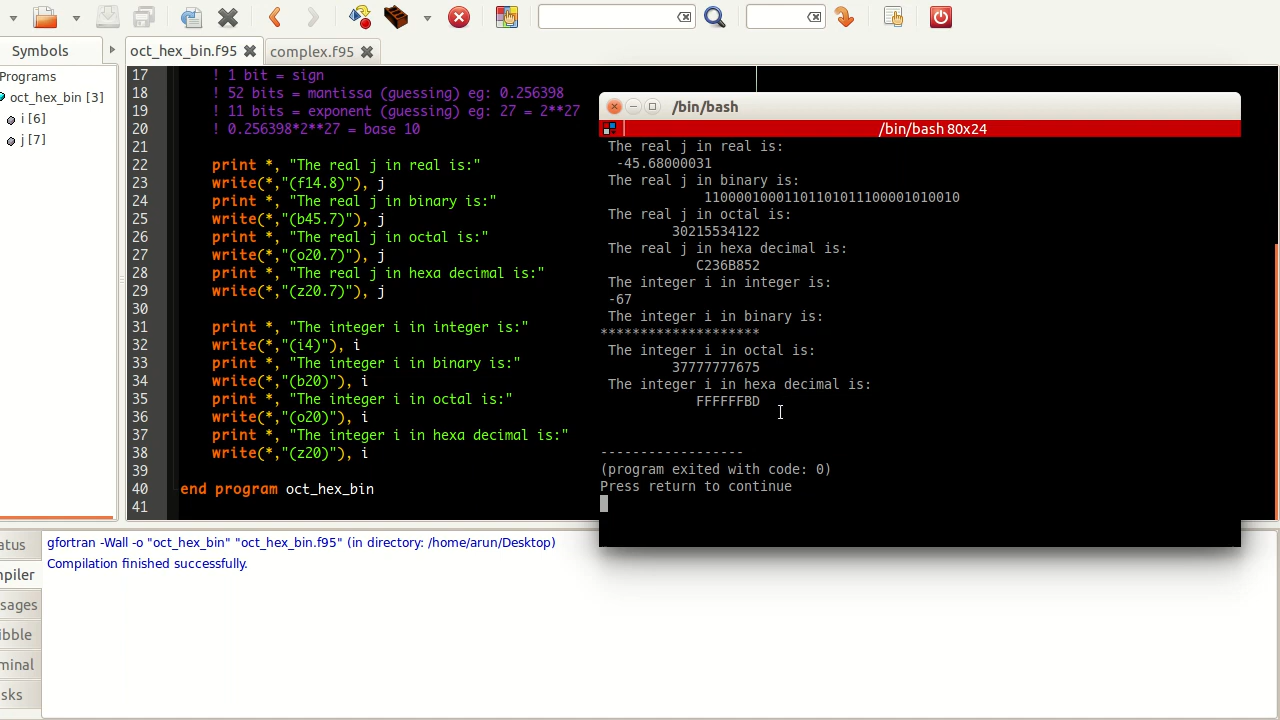 Symbols
oct_hex_bin.f95
complex.f95
Programs
oct_hex_bin [3]
i [6]
j [7]
17 ! 1 bit = sign
18 ! 52 bits = mantissa (guessing) eg: 0.256398
19 ! 11 bits = exponent (guessing) eg: 27 = 2**27
20 ! 0.256398*2**27 = base 10
21
22 print *, "The real j in real is:"
23 write(*,"(f14.8)"), j
24 print *, "The real j in binary is:"
25 write(*,"(b45.7)"), j
26 print *, "The real j in octal is:"
27 write(*,"(o20.7)"), j
28 print *, "The real j in hexa decimal is:"
29 write(*,"(z20.7)"), j
30
31 print *, "The integer i in integer is:"
32 write(*,"(i4)"), i
33 print *, "The integer i in binary is:"
34 write(*,"(b20)"), i
35 print *, "The integer i in octal is:"
36 write(*,"(o20)"), i
37 print *, "The integer i in hexa decimal is:"
38 write(*,"(z20)"), i
39
40 end program oct_hex_bin
41
/bin/bash
/bin/bash 80x24
The real j in real is:
-45.68000031
The real j in binary is:
11000010001101101011100001010010
The real j in octal is:
30215534122
The real j in hexa decimal is:
C236B852
The integer i in integer is:
-67
The integer i in binary is:
********************
The integer i in octal is:
37777777675
The integer i in hexa decimal is:
FFFFFFBD
------------------
(program exited with code: 0)
Press return to continue
atus
mpiler
sages
ibble
minal
sks
gfortran -Wall -o "oct_hex_bin" "oct_hex_bin.f95" (in directory: /home/arun/Desktop)
Compilation finished successfully.